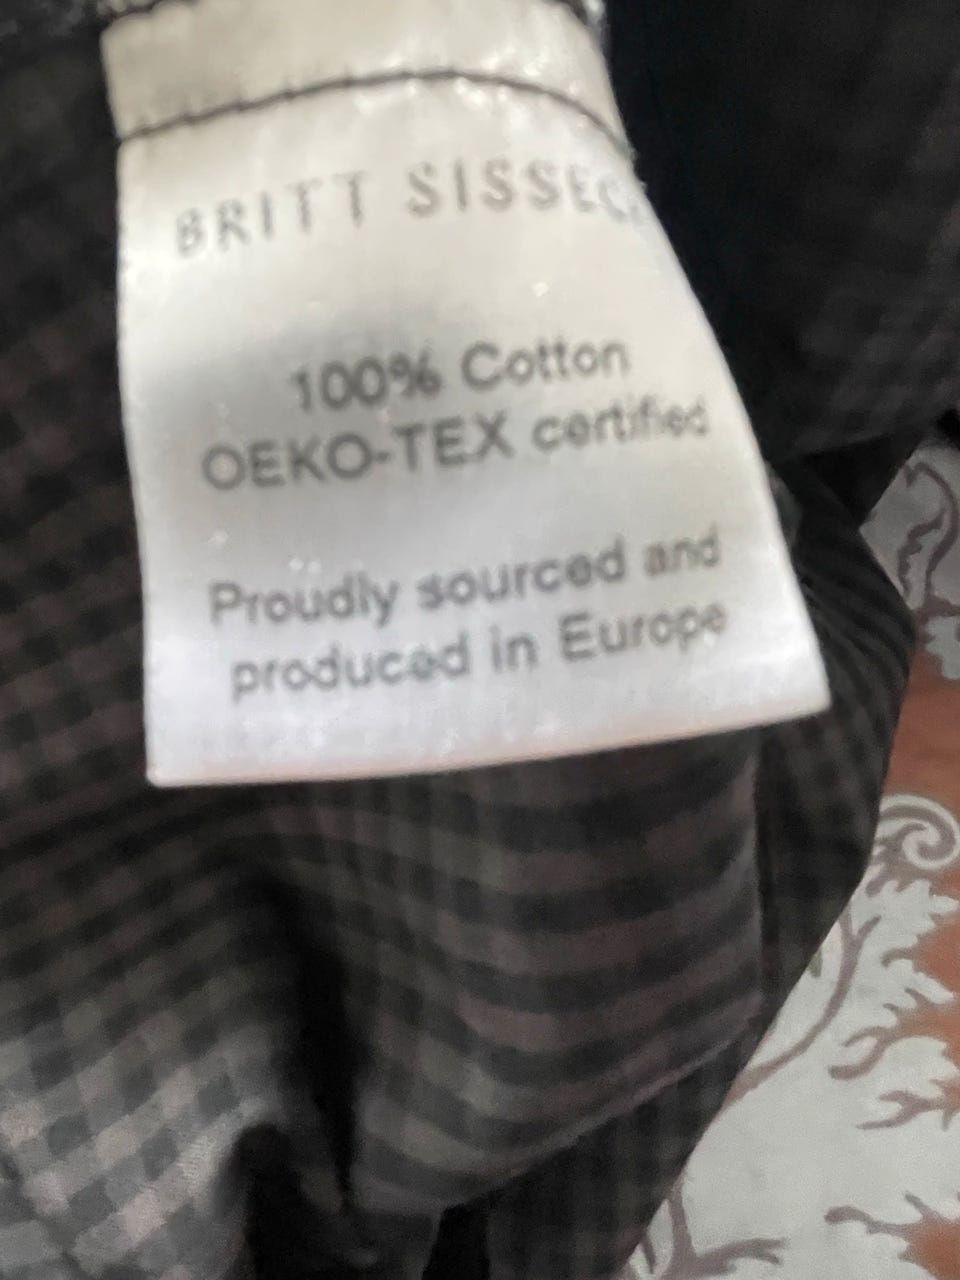 BRITT SISSEC
100% Cotton
OEKO-TEX certified
Proudly sourced and
produced in Europe